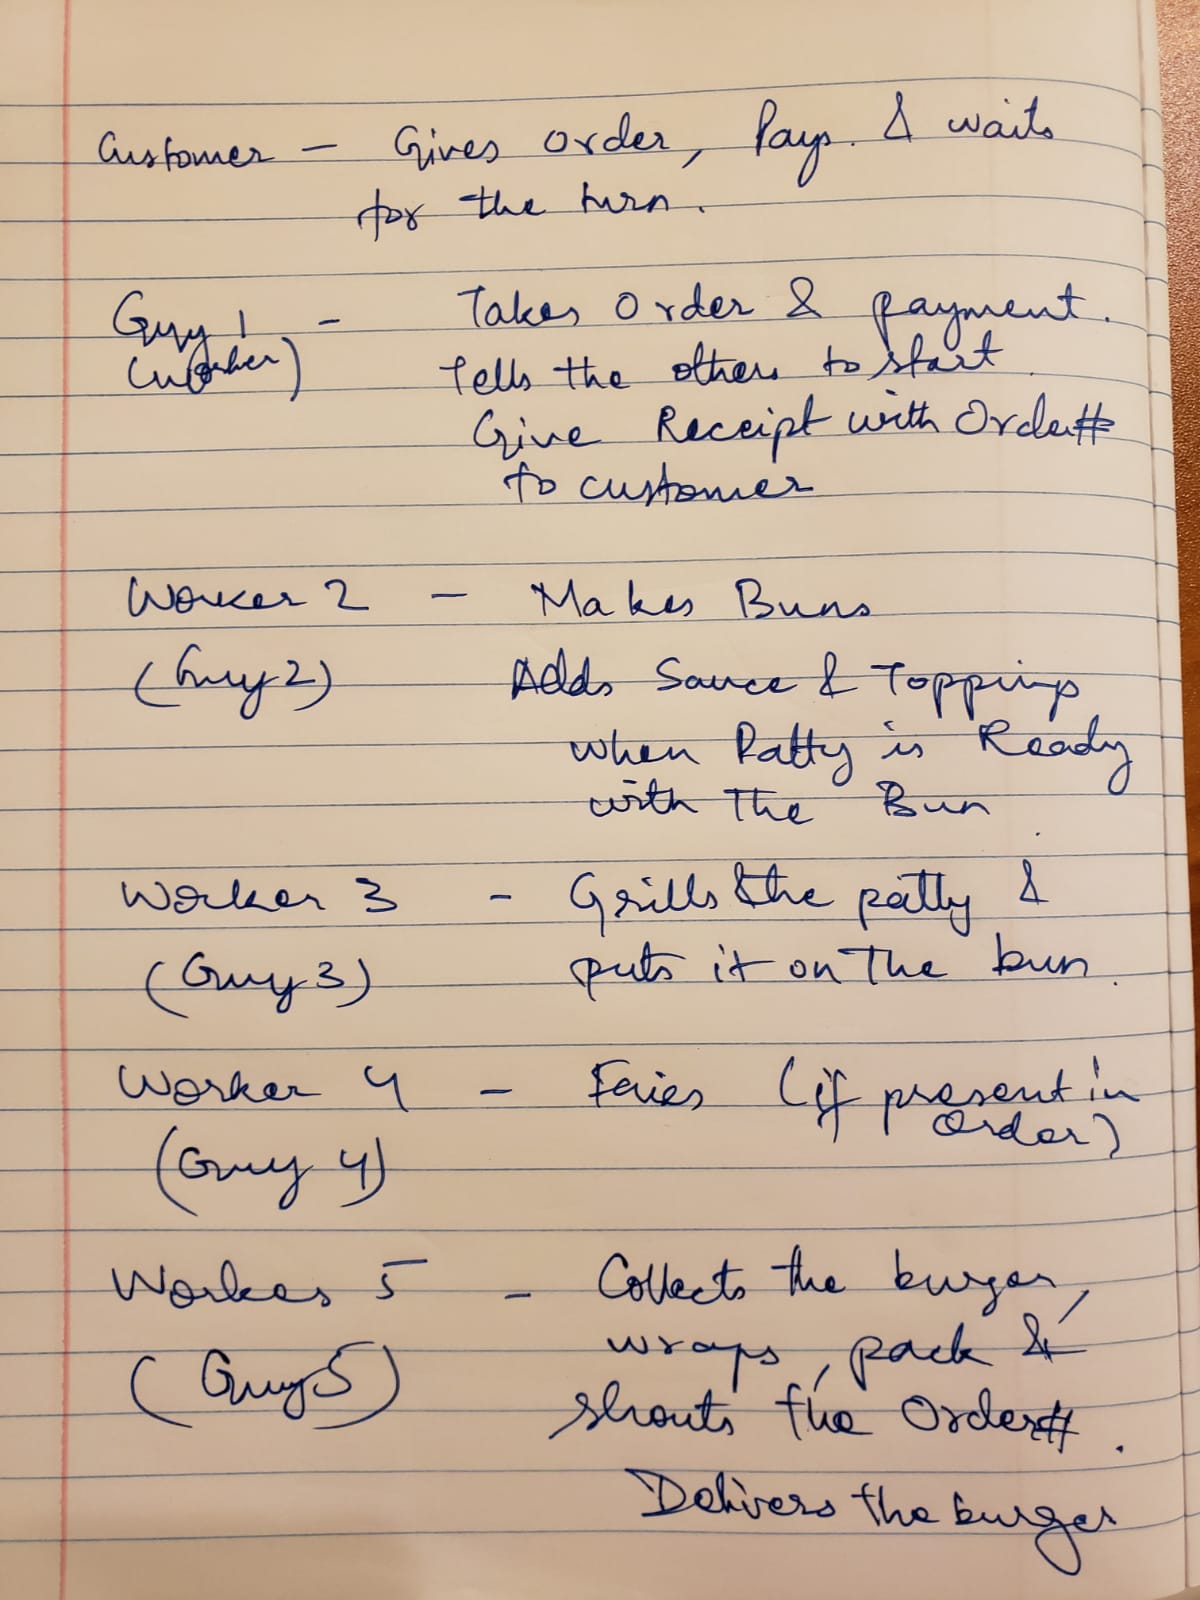 Customer - Gives order, Pays. & waits
for the turn.
Guy 1 - Takes Order & payment.
(Worker) Tells the others to start
Give Receipt with Order#
to customer
Worker 2 - Makes Buns
(Guy 2) Adds Sauce & Toppings
when Patty is Ready
with The Bun
Worker 3 - Grills the patty &
(Guy 3) puts it on The bun.
Worker 4 - Fries (if present in
Order)
(Guy 4)
Worker 5 - Collects the burger,
wraps, pack &
(Guy 5) shouts the Order#.
Delivers the burger